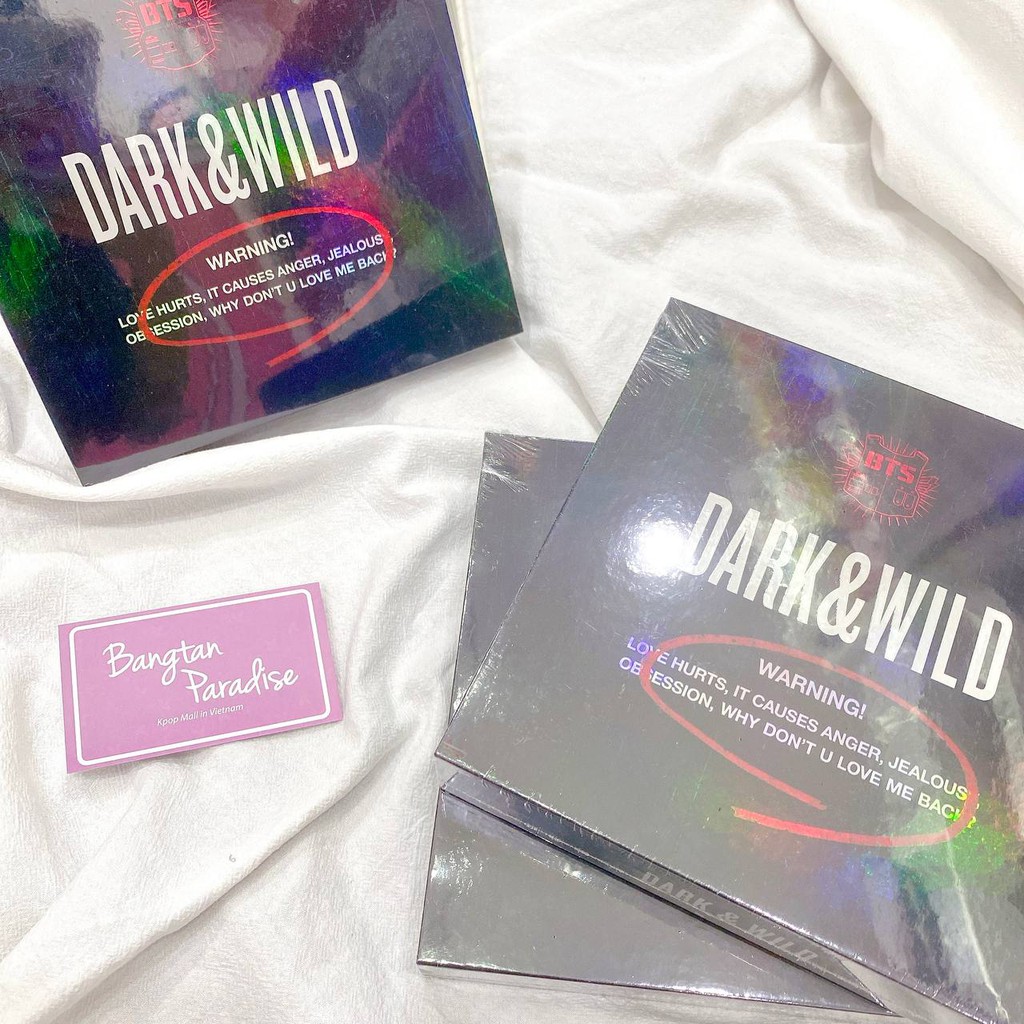 BTS
DARK&WILD
WARNING!
LOVE HURTS, IT CAUSES ANGER, JEALOUS,
OBSESSION, WHY DON'T U LOVE ME BACK?
BTS
DARK&WILD
WARNING!
LOVE HURTS, IT CAUSES ANGER, JEALOUS,
OBSESSION, WHY DON'T U LOVE ME BACK?
Bangtan
Paradise
Kpop Mall in Vietnam
DARK & WILD